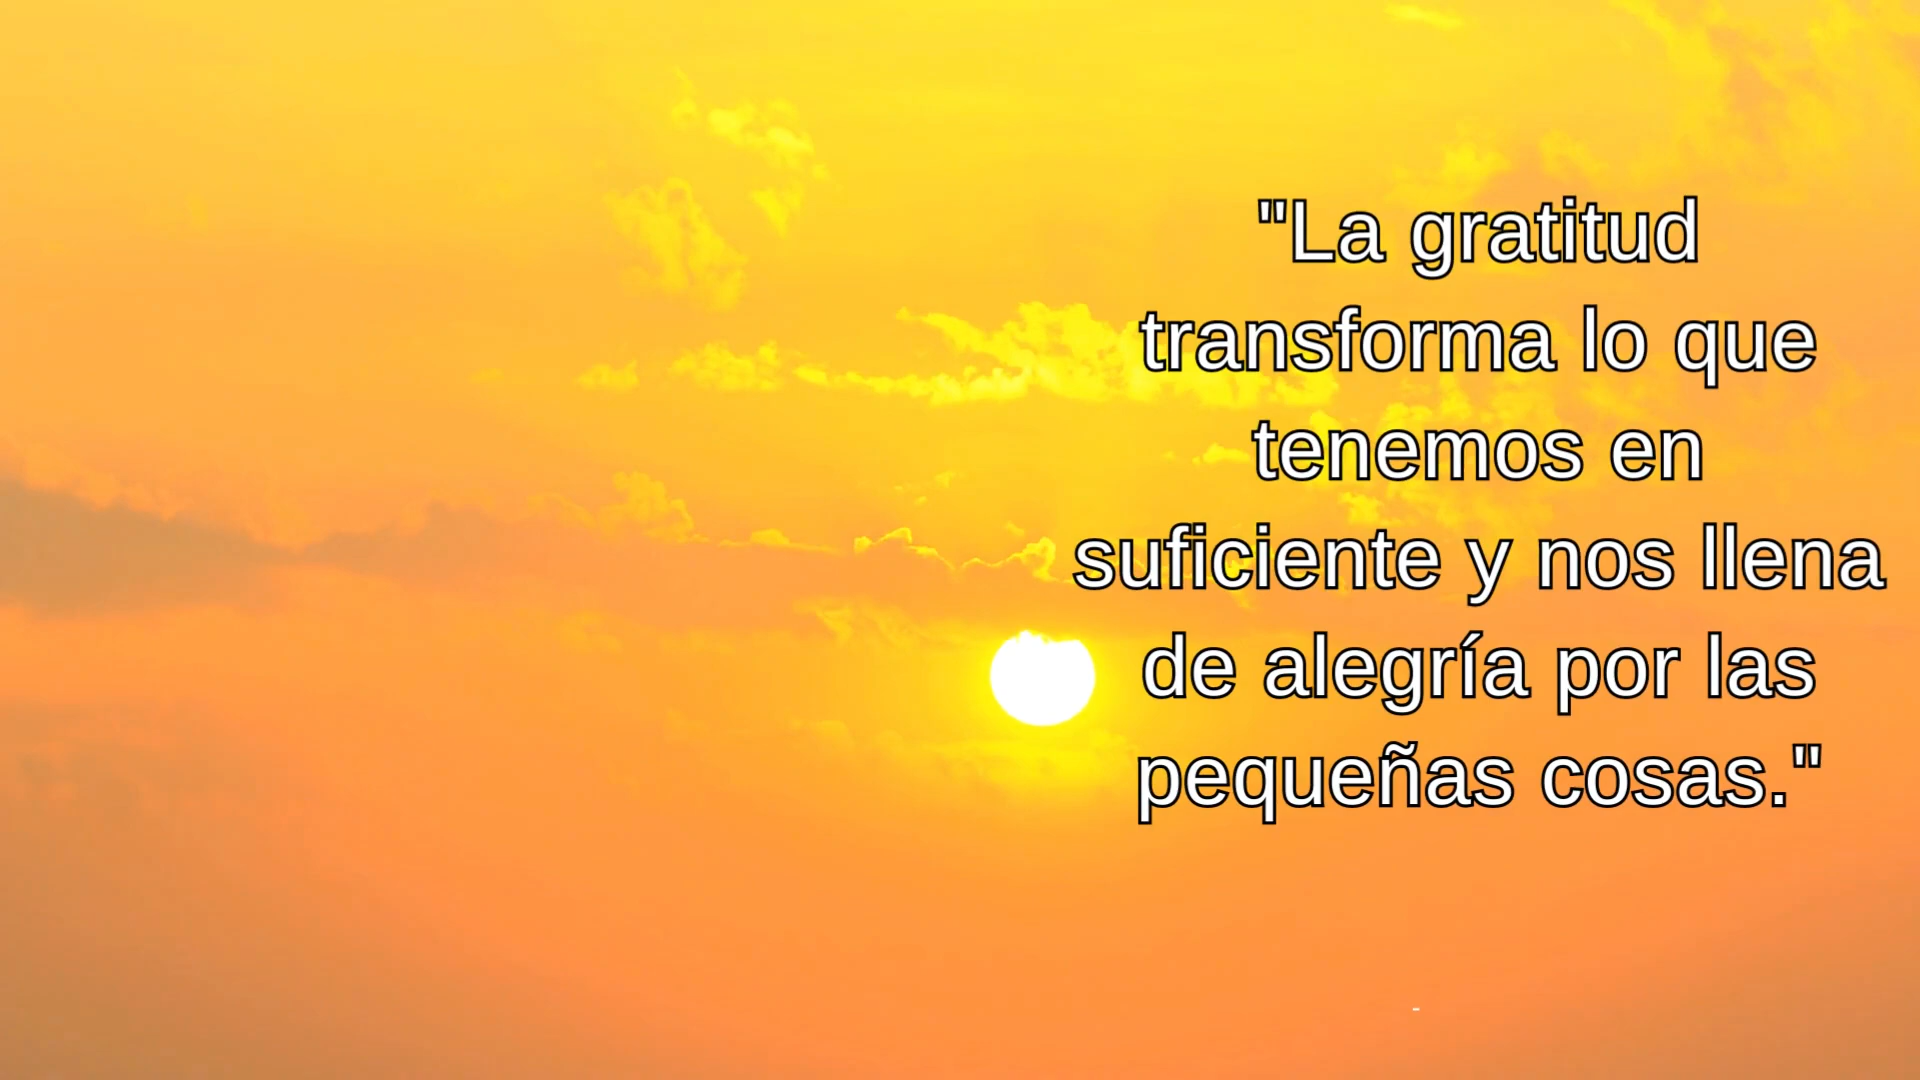 "La gratitud
transforma lo que
tenemos en
suficiente y nos llena
de alegría por las
pequeñas cosas."
-